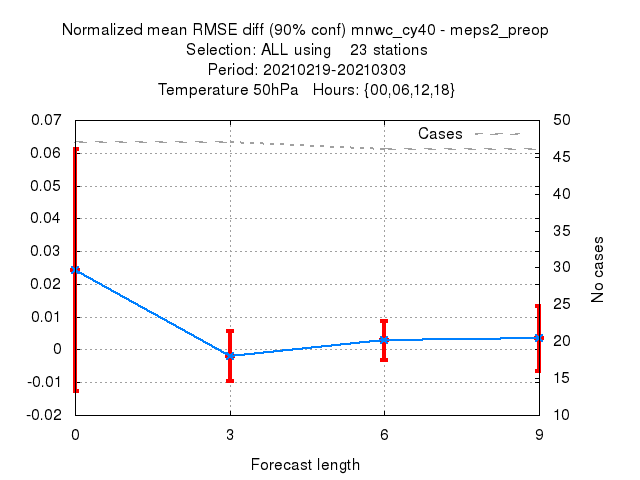 Normalized mean RMSE diff (90% conf) mnwc_cy40 - meps2_preop
Selection: ALL using 23 stations
Period: 20210219-20210303
Temperature 50hPa Hours: {00,06,12,18}
Cases
0.07
0.06
0.05
0.04
0.03
0.02
0.01
0
-0.01
-0.02
50
45
40
35
30
25
20
15
10
No cases
0 3 6 9
Forecast length